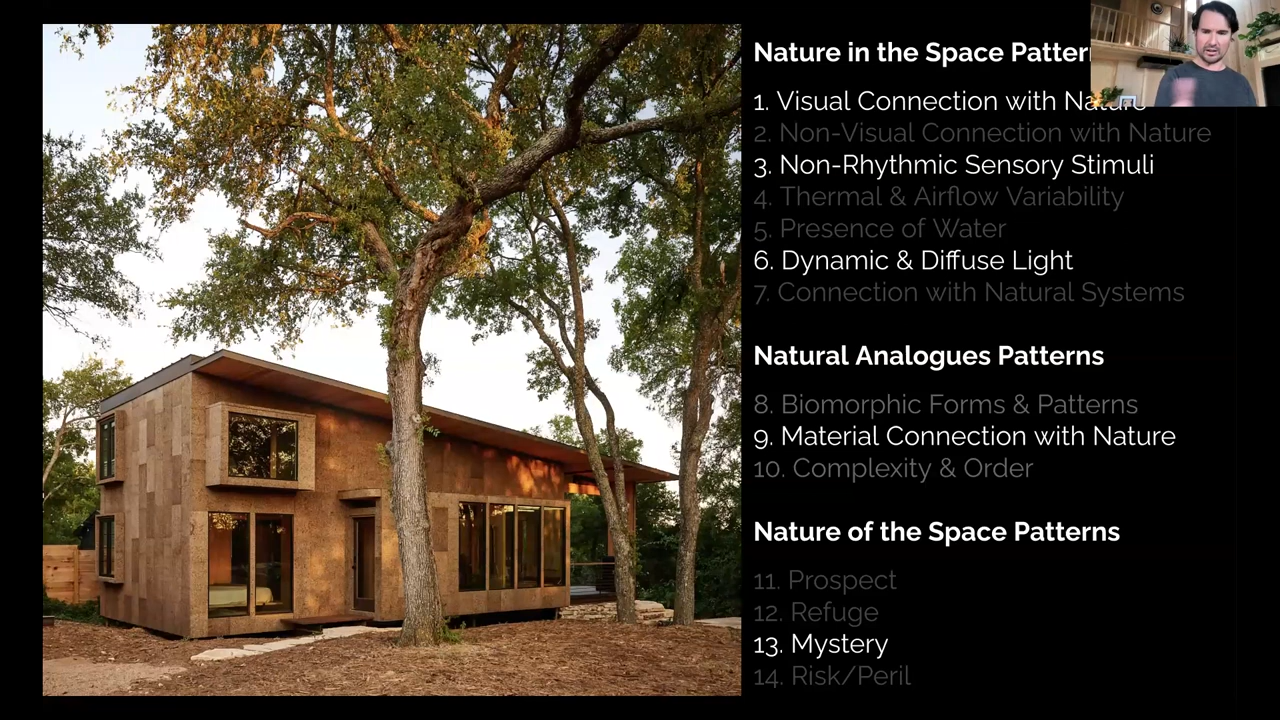 Nature in the Space
1. Visual Connection with Nature
2. Non-Visual Connection with Nature
3. Non-Rhythmic Sensory Stimuli
4. Thermal & Airflow Variability
5. Presence of Water
6. Dynamic & Diffuse Light
7. Connection with Natural Systems
Natural Analogues Patterns
8. Biomorphic Forms & Patterns
9. Material Connection with Nature
10. Complexity & Order
Nature of the Space Patterns
11. Prospect
12. Refuge
13. Mystery
14. Risk/Peril